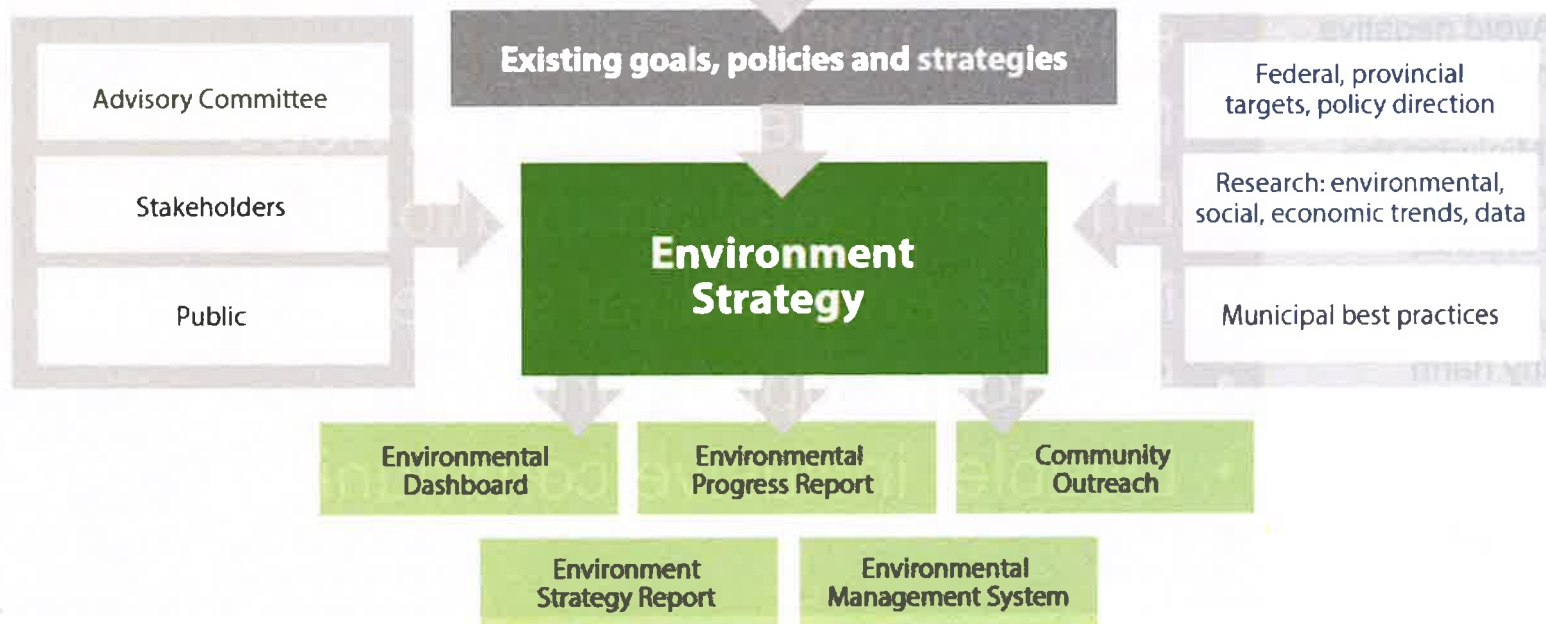 Existing goals, policies and strategies
Advisory Committee
Stakeholders
Public
Environment
Strategy
Federal, provincial
targets, policy direction
Research: environmental,
social, economic trends, data
Municipal best practices
Environmental
Dashboard
Environmental
Progress Report
Community
Outreach
Environment
Strategy Report
Environmental
Management System